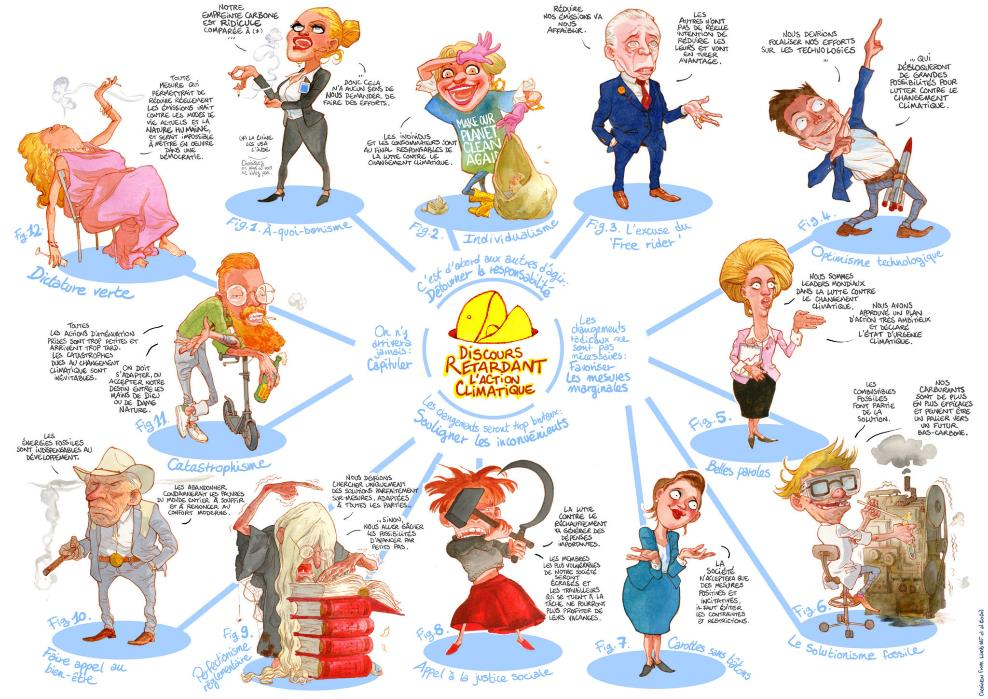 NOTRE
EMPREINTE CARBONE
EST RIDICULE
COMPARÉE À (*)
...
DONC CELA
N'A AUCUN SENS DE
NOUS DEMANDER DE
FAIRE DES EFFORTS.
(*) LA CHINE
LES USA
L'INDE
Fig.1. À-quoi-bonisme
LES INDIVIDUS
ET LES CONSOMMATEURS SONT
AU FINAL RESPONSABLES DE
LA LUTTE CONTRE LE
CHANGEMENT CLIMATIQUE.
MAKE OUR
PLANET
CLEAN
AGAIN
Fig.2. Individualisme
RÉDUIRE
NOS ÉMISSIONS VA
NOUS
AFFAIBLIR.
LES
AUTRES N'ONT
PAS DE RÉELLE
INTENTION DE
RÉDUIRE LES
LEURS ET VONT
EN TIRER
AVANTAGE.
Fig.3. L'excuse du
'Free rider'
NOUS DEVRIONS
FOCALISER NOS EFFORTS
SUR LES TECHNOLOGIES
...
... QUI
DÉBLOQUERONT
DE GRANDES
POSSIBILITÉS POUR
LUTTER CONTRE LE
CHANGEMENT
CLIMATIQUE.
Fig.4.
Optimisme technologique
TOUTE
MESURE QUI
PERMETTRAIT DE
RÉDUIRE RÉELLEMENT
LES ÉMISSIONS IRAIT
CONTRE LES MODES DE
VIE ACTUELS ET LA
NATURE HUMAINE,
ET SERAIT IMPOSSIBLE
À METTRE EN OEUVRE
DANS UNE
DÉMOCRATIE.
Fig.12.
Dictature verte
C'est d'abord aux autres d'agir:
Détourner la responsabilité
DISCOURS
RETARDANT
L'ACTION
CLIMATIQUE
On n'y
arrivera
jamais:
Capituler
Les
changements
radicaux ne
sont pas
nécessaires:
Favoriser
les mesures
marginales
Les changements seront trop brutaux:
Souligner les inconvénients
NOUS SOMMES
LEADERS MONDIAUX
DANS LA LUTTE CONTRE
LE CHANGEMENT
CLIMATIQUE.
NOUS AVONS
APPROUVÉ UN PLAN
D'ACTION TRÈS AMBITIEUX
ET DÉCLARÉ
L'ÉTAT D'URGENCE
CLIMATIQUE.
Fig.5.
Belles paroles
TOUTES
LES ACTIONS D'ATTÉNUATION
PRISES SONT TROP PETITES ET
ARRIVENT TROP TARD.
LES CATASTROPHES
DUES AU CHANGEMENT
CLIMATIQUE SONT
INÉVITABLES.
ON DOIT
S'ADAPTER, OU
ACCEPTER NOTRE
DESTIN ENTRE LES
MAINS DE DIEU
OU DE DAME
NATURE.
Fig 11.
Catastrophisme
LES
COMBUSTIBLES
FOSSILES
FONT PARTIE
DE LA
SOLUTION.
NOS
CARBURANTS
SONT DE PLUS
EN PLUS EFFICACES
ET PEUVENT ÊTRE
UN PALIER VERS
UN FUTUR
BAS-CARBONE.
Fig.6.
Le Solutionisme fossile
LES
ÉNERGIES FOSSILES
SONT INDISPENSABLES AU
DÉVELOPPEMENT.
LES ABANDONNER
CONDAMNERAIT LES PAUVRES
DU MONDE ENTIER À SOUFFRIR
ET À RENONCER AU
CONFORT MODERNE.
Fig.10.
Faire appel au
bien-être
NOUS DEVRIONS
CHERCHER UNIQUEMENT
DES SOLUTIONS PARFAITEMENT
SUR-MESURES, ADAPTÉES
À TOUTES LES PARTIES...
...SINON,
NOUS ALLONS GÂCHER
LES POSSIBILITÉS
D'AVANCER PAR
PETITS PAS.
Fig.9.
Perfectionisme
réglementaire
LA LUTTE
CONTRE LE
RÉCHAUFFEMENT
VA GÉNÉRER DES
DÉPENSES
IMPORTANTES.
LES MEMBRES
LES PLUS VULNÉRABLES
DE NOTRE SOCIÉTÉ
SERONT
ÉCRASÉS ET
LES TRAVAILLEURS
QUI SE TUENT À LA
TÂCHE NE POURRONT
PLUS PROFITER DE
LEURS VACANCES.
Fig.8.
Appel à la justice sociale
LA
SOCIÉTÉ
N'ACCEPTERA QUE
DES MESURES
POSITIVES ET
INCITATIVES,
IL FAUT ÉVITER
LES CONTRAINTES
ET RESTRICTIONS.
Fig.7.
Carottes sans bâtons